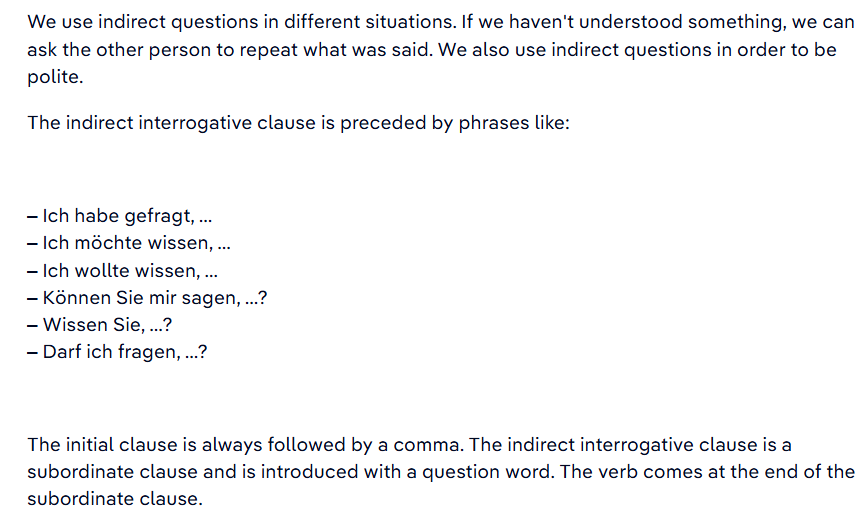 We use indirect questions in different situations. If we haven't understood something, we can
ask the other person to repeat what was said. We also use indirect questions in order to be
polite.
The indirect interrogative clause is preceded by phrases like:
– Ich habe gefragt, ...
– Ich möchte wissen, ...
– Ich wollte wissen, ...
– Können Sie mir sagen, ...?
– Wissen Sie, ...?
– Darf ich fragen, ...?
The initial clause is always followed by a comma. The indirect interrogative clause is a
subordinate clause and is introduced with a question word. The verb comes at the end of the
subordinate clause.